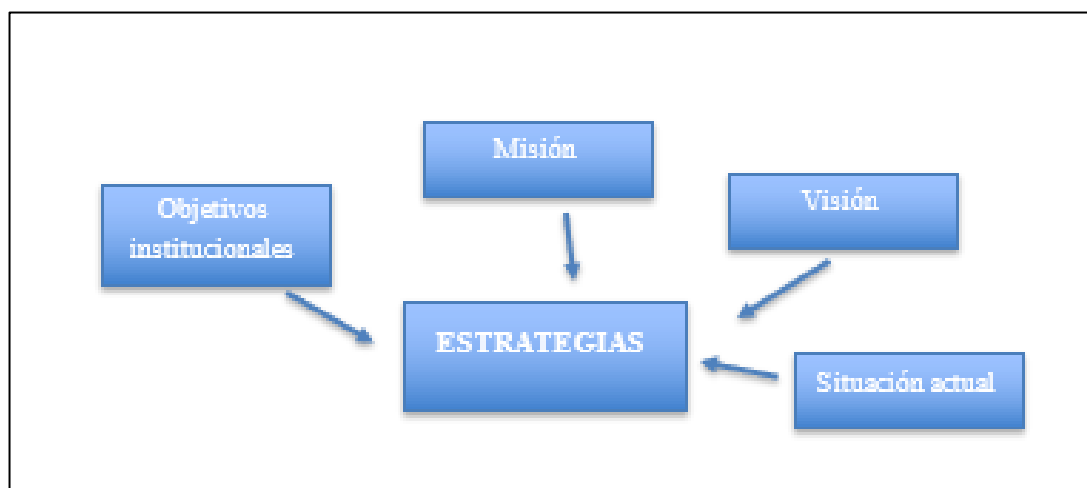 Misión
Objetivos
institucionales
Visión
ESTRATEGIAS
Situación actual